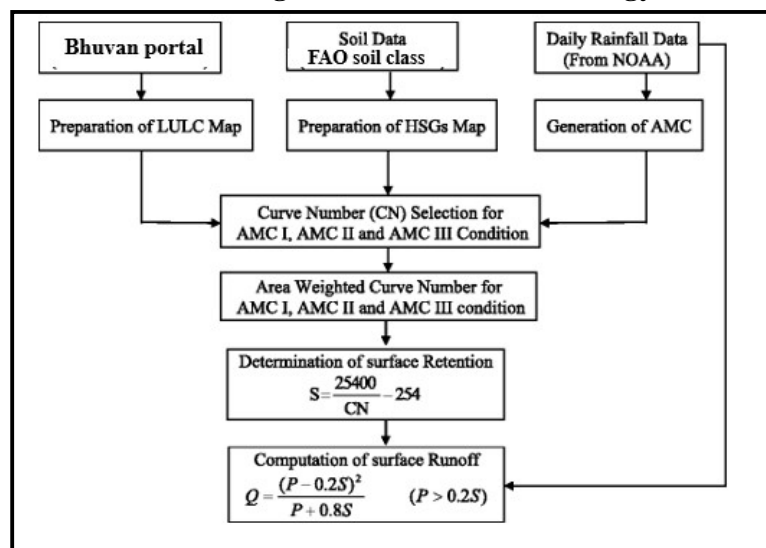 Bhuvan portal
Soil Data
FAO soil class
Daily Rainfall Data
(From NOAA)
Preparation of LULC Map
Preparation of HSGs Map
Generation of AMC
Curve Number (CN) Selection for
AMC I, AMC II and AMC III Condition
Area Weighted Curve Number for
AMC I, AMC II and AMC III condition
Determination of surface Retention
S=25400/CN−254
Computation of surface Runoff
Q=(P−0.2S)²/P+0.8S (P>0.2S)